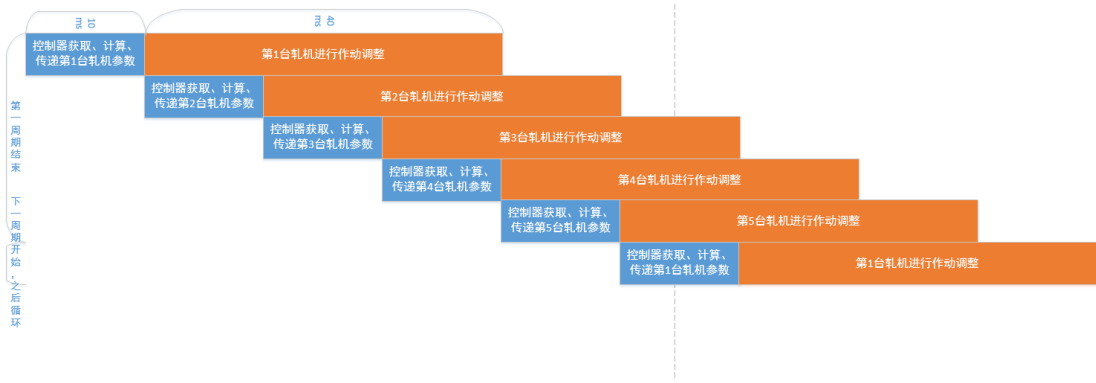 10
ms
40
ms
控制器获取、计算、
传递第1台轧机参数
第1台轧机进行作动调整
控制器获取、计算、
传递第2台轧机参数
第2台轧机进行作动调整
控制器获取、计算、
传递第3台轧机参数
第3台轧机进行作动调整
控制器获取、计算、
传递第4台轧机参数
第4台轧机进行作动调整
控制器获取、计算、
传递第5台轧机参数
第5台轧机进行作动调整
控制器获取、计算、
传递第1台轧机参数
第1台轧机进行作动调整
第一周期结束
下一周期开始，之后循环